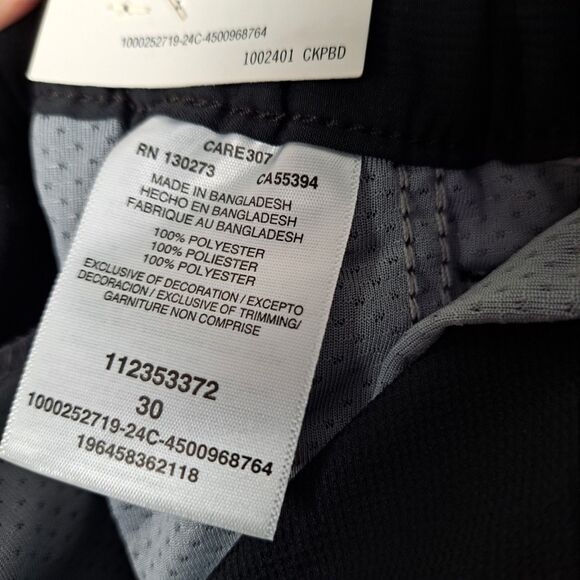 1000252719-24C-4500968764
1002401 CKPBD
CARE307
RN 130273 CA55394
MADE IN BANGLADESH
HECHO EN BANGLADESH
FABRIQUE AU BANGLADESH
100% POLYESTER
100% POLIESTER
100% POLYESTER
EXCLUSIVE OF DECORATION / EXCEPTO
DECORACION / EXCLUSIVE OF TRIMMING/
GARNITURE NON COMPRISE
112353372
30
1000252719-24C-4500968764
196458362118